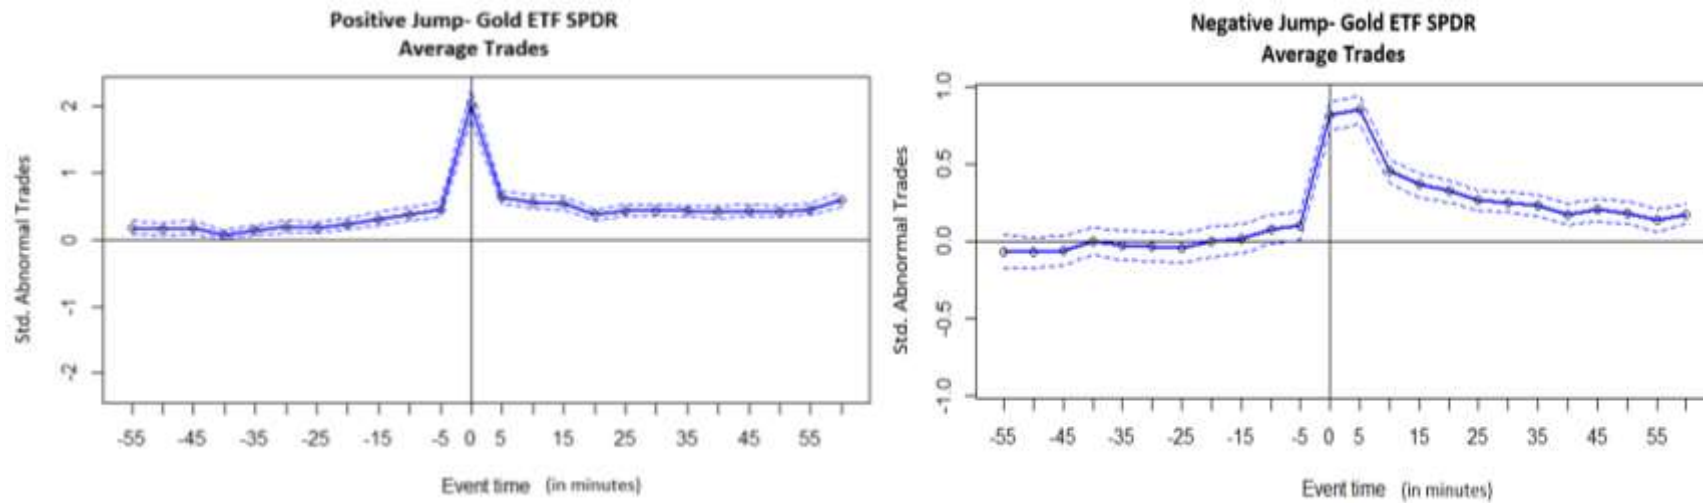 Positive Jump- Gold ETF SPDR
Average Trades
Std. Abnormal Trades
2
1
0
-1
-2
-55 -45 -35 -25 -15 -5 0 5 15 25 35 45 55
Event time (in minutes)
Negative Jump- Gold ETF SPDR
Average Trades
Std. Abnormal Trades
1.0
0.5
0.0
-0.5
-1.0
-55 -45 -35 -25 -15 -5 0 5 15 25 35 45 55
Event time (in minutes)